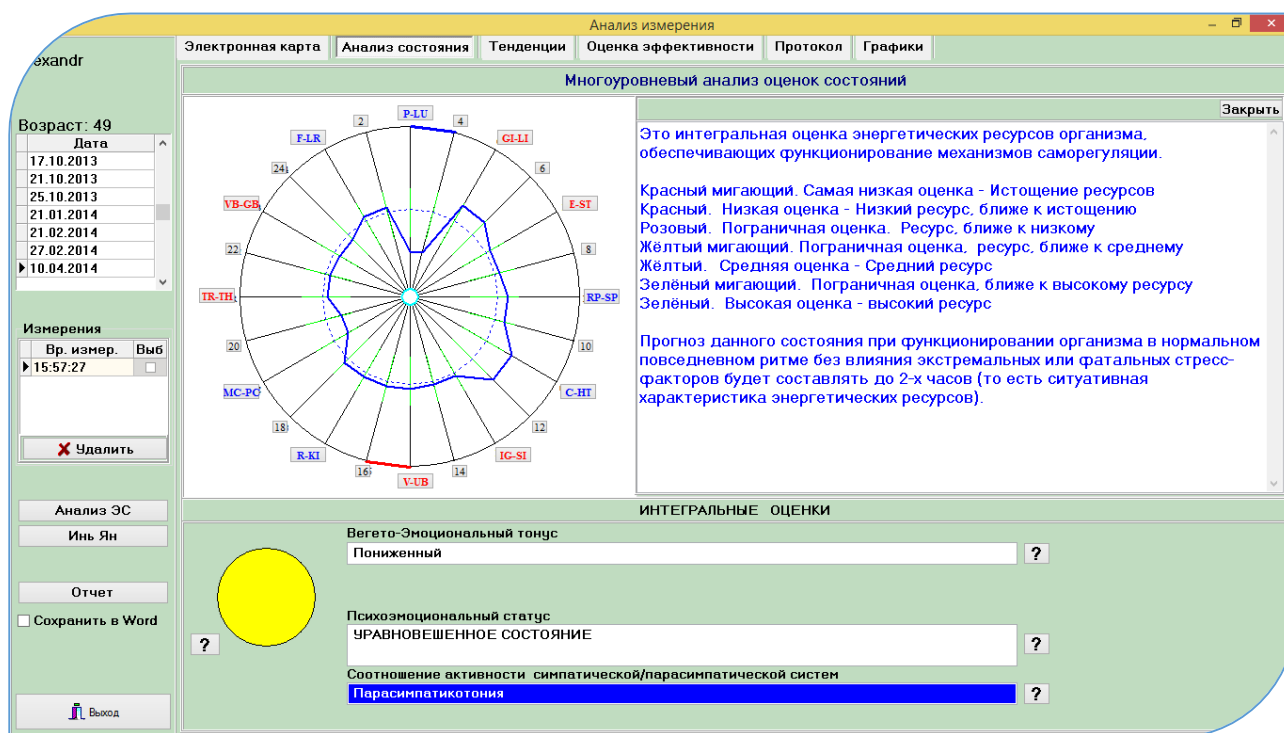 Анализ измерения
Электронная карта Анализ состояния Тенденции Оценка эффективности Протокол Графики
exandr
Многоуровневый анализ оценок состояний
Закрыть
Возраст: 49
Дата
17.10.2013
21.10.2013
25.10.2013
21.01.2014
21.02.2014
27.02.2014
10.04.2014
Измерения
Вр. измер. Выб
15:57:27
Удалить
Анализ ЭС
Инь Ян
Отчет
Сохранить в Word
Выход
P-LU
4
GI-LI
6
E-ST
8
RP-SP
10
C-HT
12
IG-SI
14
V-UB
16
R-KI
18
MC-PC
20
TR-TH
22
VB-GB
24
F-LR
2
Это интегральная оценка энергетических ресурсов организма,
обеспечивающих функционирование механизмов саморегуляции.
Красный мигающий. Самая низкая оценка - Истощение ресурсов
Красный. Низкая оценка - Низкий ресурс, ближе к истощению
Розовый. Пограничная оценка. Ресурс, ближе к низкому
Жёлтый мигающий. Пограничная оценка, ресурс, ближе к среднему
Жёлтый. Средняя оценка - Средний ресурс
Зелёный мигающий. Пограничная оценка, ближе к высокому ресурсу
Зелёный. Высокая оценка - высокий ресурс
Прогноз данного состояния при функционировании организма в нормальном
повседневном ритме без влияния экстремальных или фатальных стресс-
факторов будет составлять до 2-х часов (то есть ситуативная
характеристика энергетических ресурсов).
ИНТЕГРАЛЬНЫЕ ОЦЕНКИ
Вегето-Эмоциональный тонус
Пониженный
?
Психоэмоциональный статус
УРАВНОВЕШЕННОЕ СОСТОЯНИЕ
?
?
Соотношение активности симпатической/парасимпатической систем
Парасимпатикотония
?